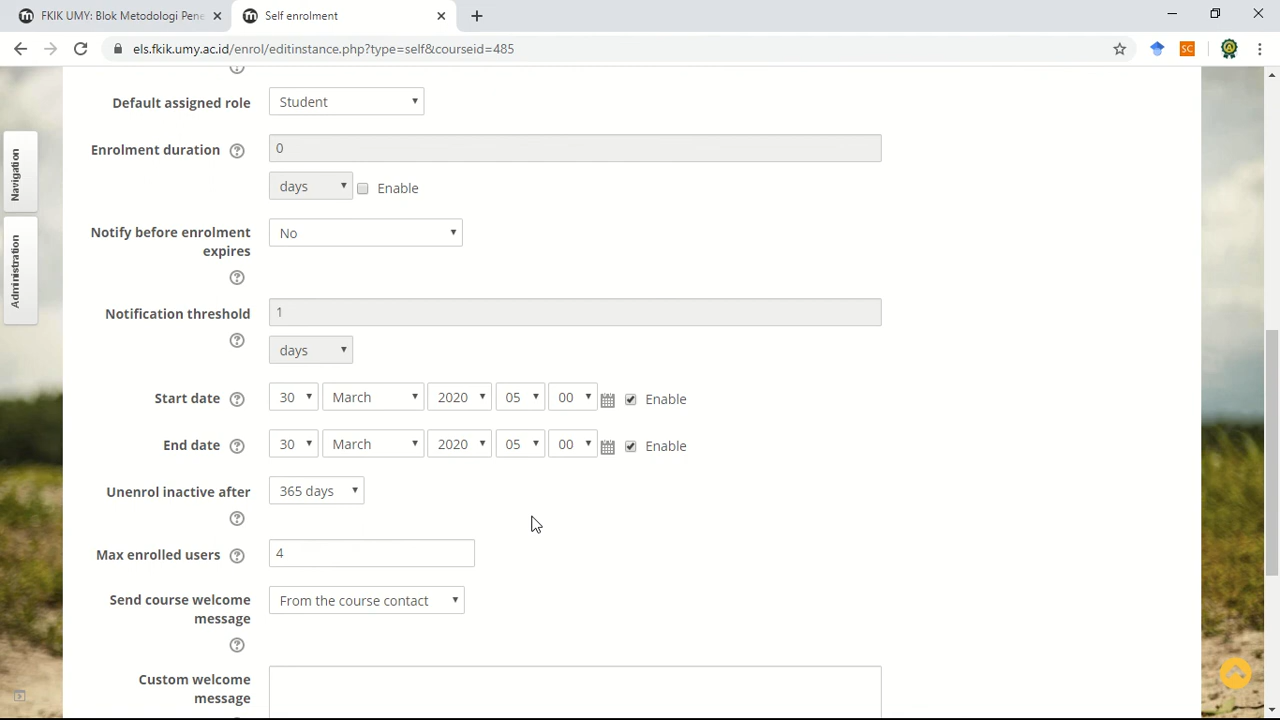 FKIK UMY: Blok Metodologi Pene
Self enrolment
els.fkik.umy.ac.id/enrol/editinstance.php?type=self&courseid=485
SC
Navigation
Administration
Default assigned role
Student
Enrolment duration
0
days
Enable
Notify before enrolment
expires
No
Notification threshold
1
days
Start date
30 March 2020 05 00
Enable
End date
30 March 2020 05 00
Enable
Unenrol inactive after
365 days
Max enrolled users
4
Send course welcome
message
From the course contact
Custom welcome
message